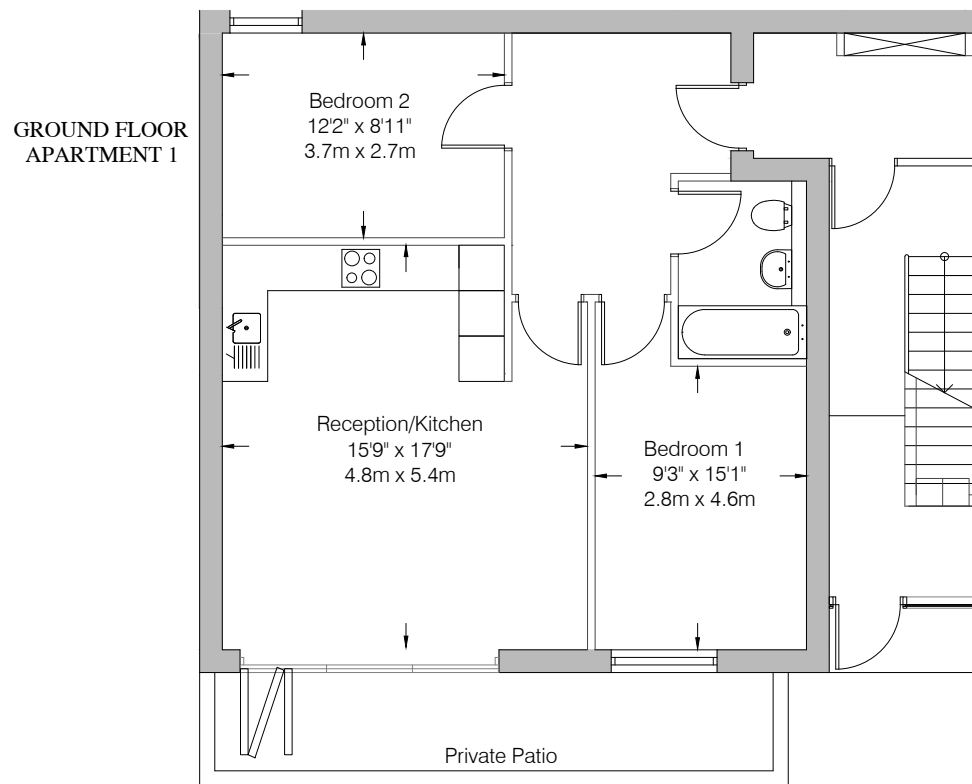 GROUND FLOOR
APARTMENT 1
Bedroom 2
12'2" x 8'11"
3.7m x 2.7m
Reception/Kitchen
15'9" x 17'9"
4.8m x 5.4m
Bedroom 1
9'3" x 15'1"
2.8m x 4.6m
Private Patio